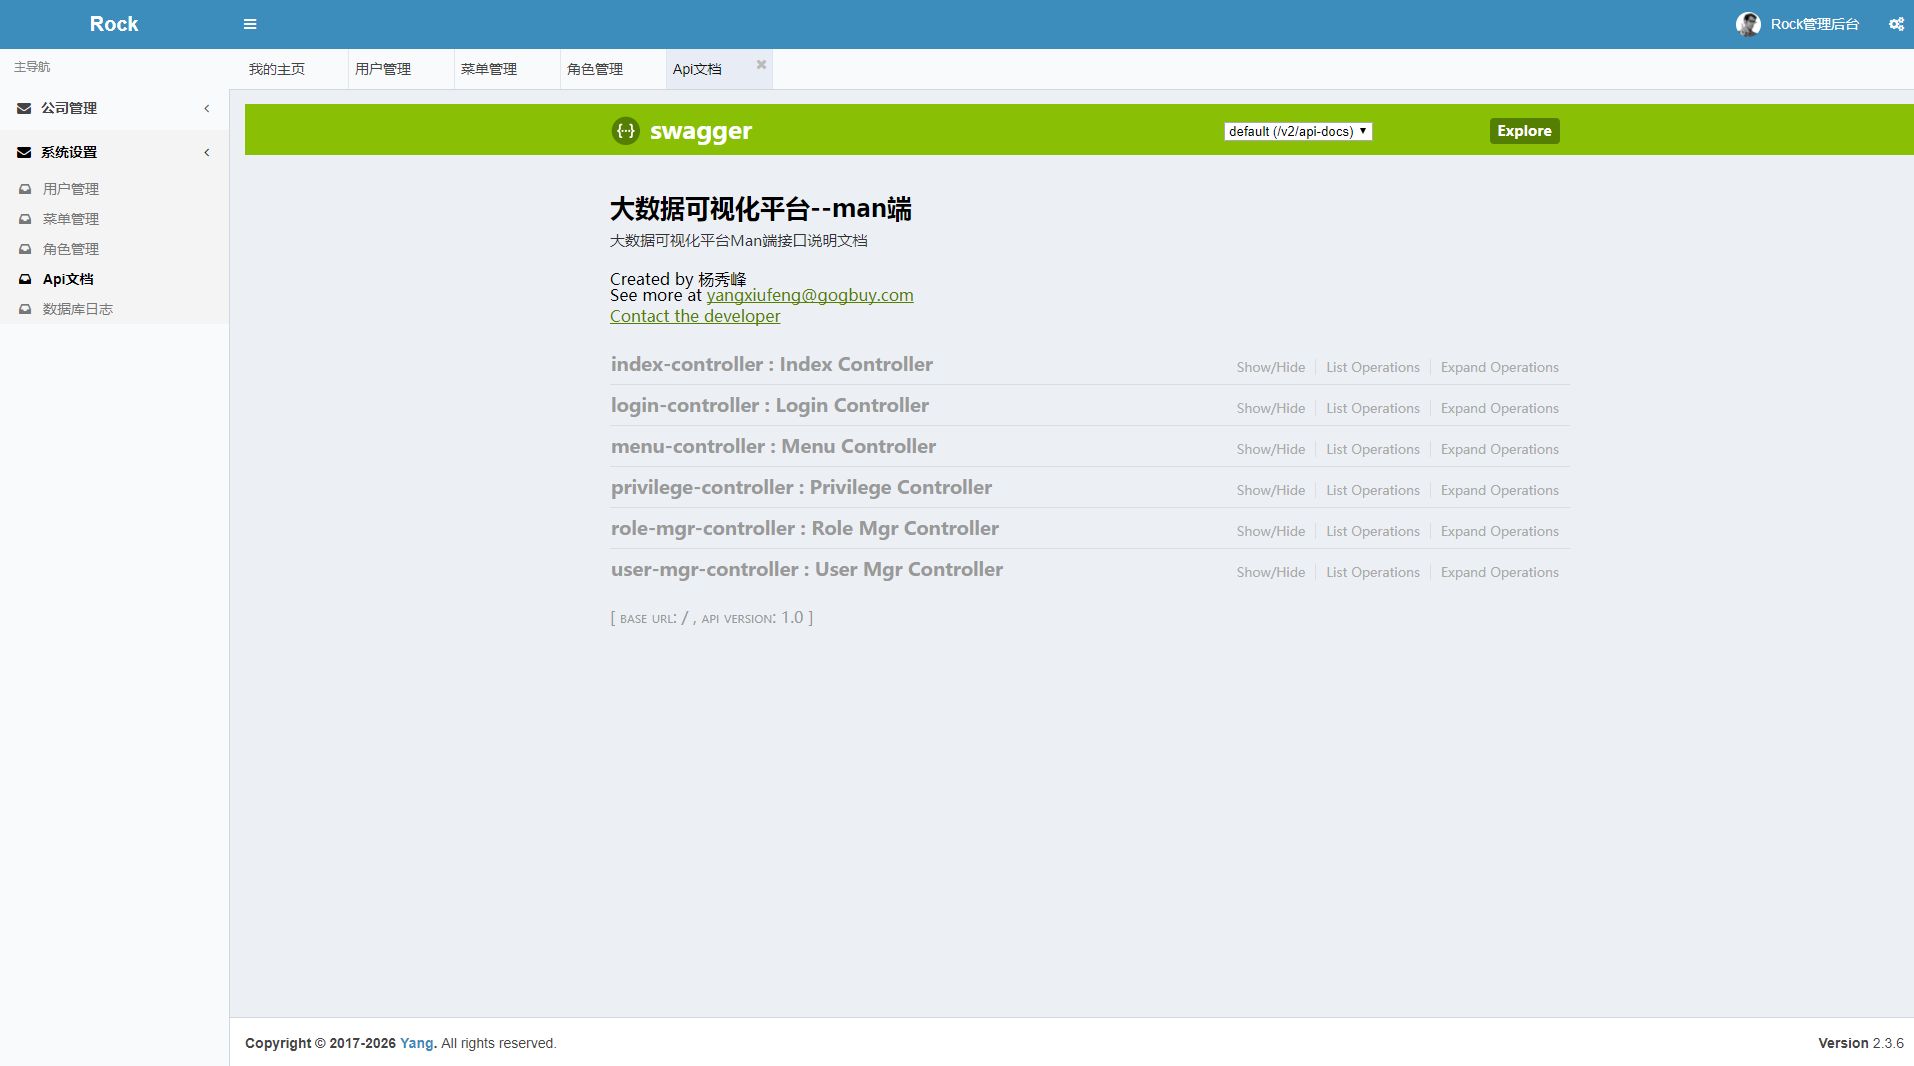 Rock
Rock管理后台
主导航
公司管理
系统设置
用户管理
菜单管理
角色管理
Api文档
数据库日志
我的主页
用户管理
菜单管理
角色管理
Api文档
swagger
default (/v2/api-docs)
Explore
大数据可视化平台--man端
大数据可视化平台Man端接口说明文档
Created by 杨秀峰
See more at yangxiufeng@gogbuy.com
Contact the developer
index-controller : Index Controller Show/Hide List Operations Expand Operations
login-controller : Login Controller Show/Hide List Operations Expand Operations
menu-controller : Menu Controller Show/Hide List Operations Expand Operations
privilege-controller : Privilege Controller Show/Hide List Operations Expand Operations
role-mgr-controller : Role Mgr Controller Show/Hide List Operations Expand Operations
user-mgr-controller : User Mgr Controller Show/Hide List Operations Expand Operations
[ BASE URL: / , API VERSION: 1.0 ]
Copyright © 2017-2026 Yang. All rights reserved.
Version 2.3.6